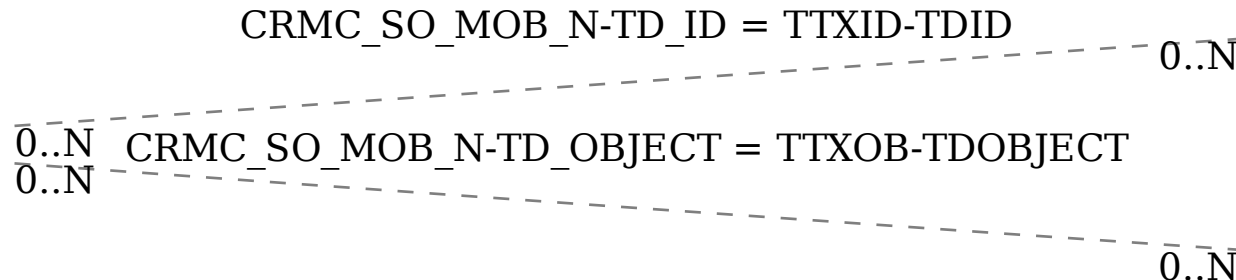 CRMC_SO_MOB_N-TD_ID = TTXID-TDID
0..N
0..N
CRMC_SO_MOB_N-TD_OBJECT = TTXOB-TDOBJECT
0..N
0..N